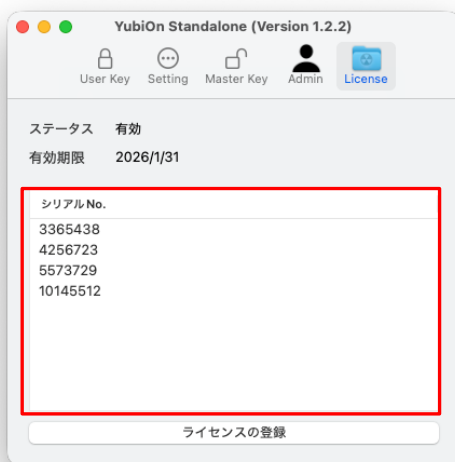 YubiOn Standalone (Version 1.2.2)
User Key Setting Master Key Admin License
ステータス 有効
有効期限 2026/1/31
シリアルNo.
3365438
4256723
5573729
10145512
ライセンスの登録